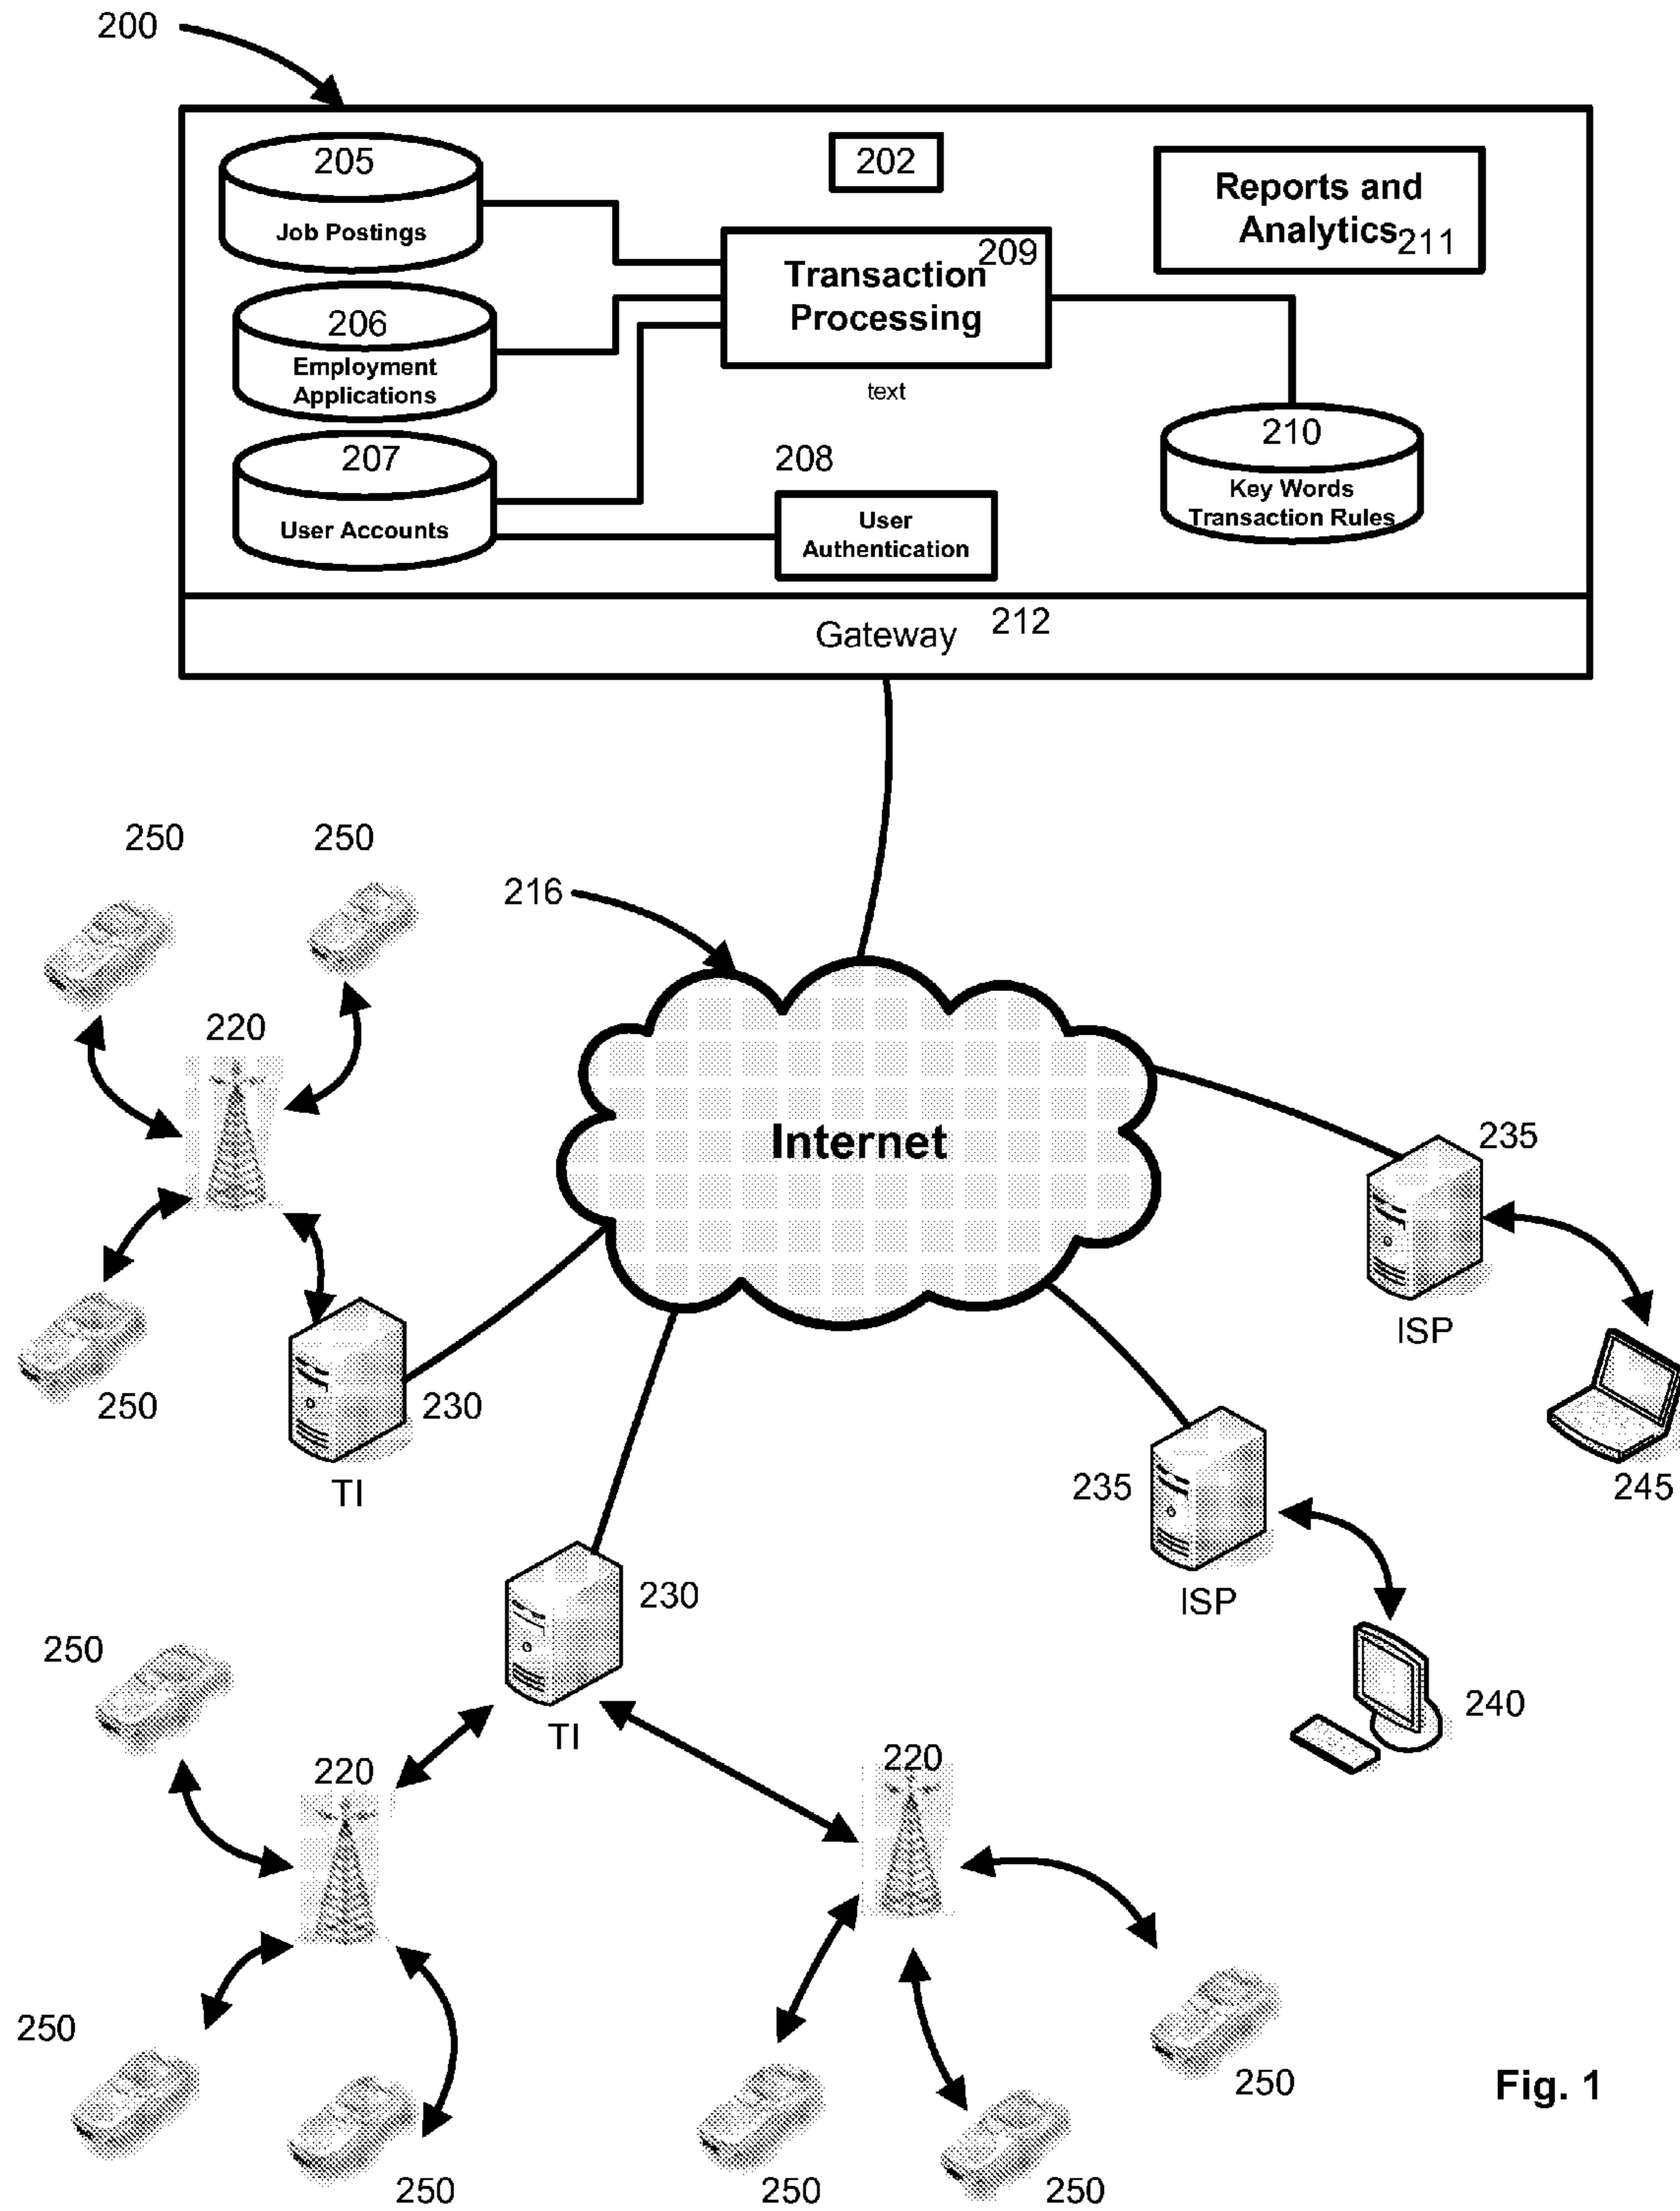 200
205
Job Postings
202
Reports and
Analytics 211
209
Transaction
Processing
text
206
Employment
Applications
207
User Accounts
208
User
Authentication
210
Key Words
Transaction Rules
Gateway 212
250
250
216
220
Internet
235
ISP
250
230
TI
245
235
ISP
230
TI
240
250
220
220
250
250
250
250
250
Fig. 1